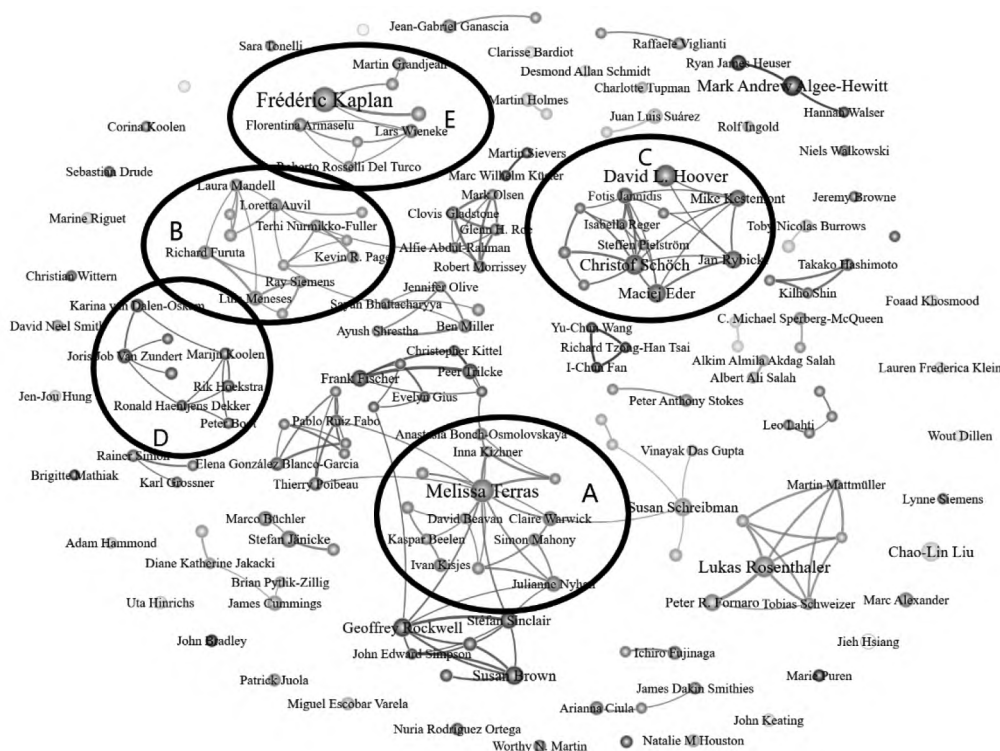 Jean-Gabriel Ganascia
Sara Tonelli
Raffaele Viglianti
Clarisse Bardiot
Ryan James Heuser
Martin Grandjean
Desmond Allan Schmidt
Mark Andrew Algee-Hewitt
Charlotte Tupman
Frédéric Kaplan
Martin Holmes
Hannah Walser
Juan Luis Suárez
Florentina Armaselu
E
Corina Koolen
Lars Wieneke
Rolf Ingold
Martin Sievers
Niels Walkowski
C
Roberto Rosselli Del Turco
Sebastian Drude
Marc Wilhelm Küster
David L. Hoover
Laura Mandell
Mark Olsen
Fotis Jannidis
Mike Kestemont
Jeremy Browne
Loretta Auvil
Clovis Gladstone
Isabella Reger
Marine Riguet
Toby Nicolas Burrows
Terhi Nurmikko-Fuller
Glenn H. Roe
B
Steffen Pielström
Richard Furuta
Alfie Abdul-Rahman
Kevin R. Page
Christof Schöch
Jan Rybicki
Takako Hashimoto
Robert Morrissey
Christian Wittern
Ray Siemens
Kilho Shin
Jennifer Olive
Maciej Eder
Luis Meneses
Sayan Bhattacharyya
Karina van Dalen-Oskam
Foaad Khosmood
C. Michael Sperberg-McQueen
David Neel Smith
Ayush Shrestha
Ben Miller
Yu-Chun Wang
Richard Tzong-Han Tsai
Joris Job Van Zundert
Marijn Koolen
Christopher Kittel
Alkim Almila Akdag Salah
I-Chun Fan
Lauren Frederica Klein
Frank Fischer
Peer Trilcke
Albert Ali Salah
Rik Hoekstra
Jen-Jou Hung
Evelyn Gius
Peter Anthony Stokes
Ronald Haentjens Dekker
Pablo Ruiz Fabo
Peter Boot
Leo Lahti
D
Anastasia Bonch-Osmolovskaya
Wout Dillen
Rainer Simon
Inna Kizhner
Vinayak Das Gupta
Elena González Blanco-Garcia
Brigitte Mathiak
Karl Grossner
Thierry Poibeau
Martin Mattmüller
Melissa Terras
A
Lynne Siemens
Susan Schreibman
Marco Büchler
David Beavan
Claire Warwick
Stefan Jänicke
Kaspar Beelen
Simon Mahony
Adam Hammond
Chao-Lin Liu
Diane Katherine Jakacki
Ivan Kisjes
Lukas Rosenthaler
Brian Pytlik-Zillig
Julianne Nyhan
Uta Hinrichs
James Cummings
Peter R. Fornaro
Tobias Schweizer
Marc Alexander
Stéfan Sinclair
Geoffrey Rockwell
John Bradley
Jieh Hsiang
John Edward Simpson
Ichiro Fujinaga
Susan Brown
Marie Puren
Patrick Juola
James Dakin Smithies
Miguel Escobar Varela
Arianna Ciula
John Keating
Nuria Rodríguez Ortega
Natalie M Houston
Worthy N. Martin